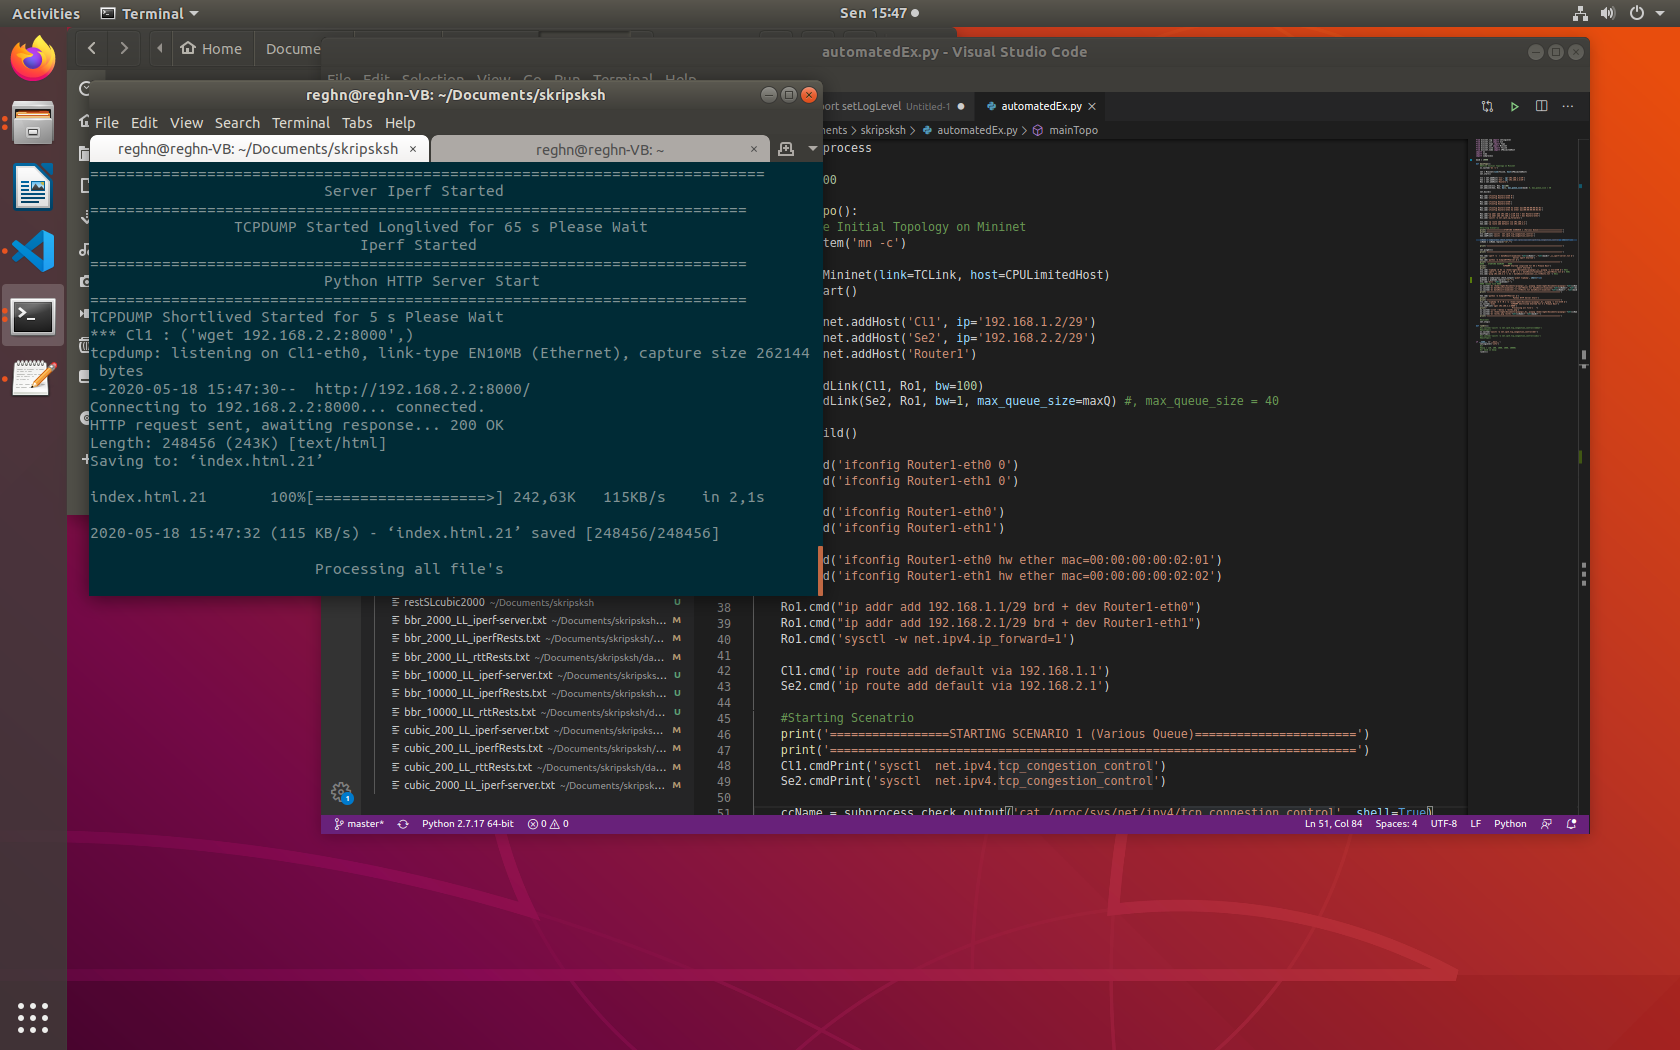 Activities
Terminal
Sen 15:47
Home
Docume
automatedEx.py - Visual Studio Code
File Edit Selection View Go Run Terminal Help
reghn@reghn-VB: ~/Documents/skripsksh
File Edit View Search Terminal Tabs Help
reghn@reghn-VB: ~/Documents/skripsksh ×
reghn@reghn-VB: ~ ×
===========================================================================
Server Iperf Started
=========================================================================
TCPDUMP Started Longlived for 65 s Please Wait
Iperf Started
=========================================================================
Python HTTP Server Start
=========================================================================
TCPDUMP Shortlived Started for 5 s Please Wait
*** Cl1 : ('wget 192.168.2.2:8000',)
tcpdump: listening on Cl1-eth0, link-type EN10MB (Ethernet), capture size 262144
bytes
--2020-05-18 15:47:30--  http://192.168.2.2:8000/
Connecting to 192.168.2.2:8000... connected.
HTTP request sent, awaiting response... 200 OK
Length: 248456 (243K) [text/html]
Saving to: ‘index.html.21’
index.html.21       100%[===================>] 242,63K   115KB/s    in 2,1s
2020-05-18 15:47:32 (115 KB/s) - ‘index.html.21’ saved [248456/248456]
Processing all file's
ort setLogLevel Untitled-1 ●
automatedEx.py ×
ments > skripsksh > automatedEx.py > mainTopo
process
00
po():
e Initial Topology on Mininet
tem('mn -c')
Mininet(link=TCLink, host=CPULimitedHost)
art()
net.addHost('Cl1', ip='192.168.1.2/29')
net.addHost('Se2', ip='192.168.2.2/29')
net.addHost('Router1')
dLink(Cl1, Ro1, bw=100)
dLink(Se2, Ro1, bw=1, max_queue_size=maxQ) #, max_queue_size = 40
ild()
d('ifconfig Router1-eth0 0')
d('ifconfig Router1-eth1 0')
d('ifconfig Router1-eth0')
d('ifconfig Router1-eth1')
d('ifconfig Router1-eth0 hw ether mac=00:00:00:00:02:01')
d('ifconfig Router1-eth1 hw ether mac=00:00:00:00:02:02')
38 Ro1.cmd("ip addr add 192.168.1.1/29 brd + dev Router1-eth0")
39 Ro1.cmd("ip addr add 192.168.2.1/29 brd + dev Router1-eth1")
40 Ro1.cmd('sysctl -w net.ipv4.ip_forward=1')
41
42 Cl1.cmd('ip route add default via 192.168.1.1')
43 Se2.cmd('ip route add default via 192.168.2.1')
44
45 #Starting Scenatrio
46 print('=================STARTING SCENARIO 1 (Various Queue)=======================')
47 print('===========================================================================')
48 Cl1.cmdPrint('sysctl  net.ipv4.tcp_congestion_control')
49 Se2.cmdPrint('sysctl  net.ipv4.tcp_congestion_control')
50
51 ccName = subprocess.check_output('cat /proc/sys/net/ipv4/tcp_congestion_control', shell=True)
restSLcubic2000 ~/Documents/skripsksh U
bbr_2000_LL_iperf-server.txt ~/Documents/skripsksh... M
bbr_2000_LL_iperfRests.txt ~/Documents/skripsksh/... M
bbr_2000_LL_rttRests.txt ~/Documents/skripsksh/da... M
bbr_10000_LL_iperf-server.txt ~/Documents/skripsks... U
bbr_10000_LL_iperfRests.txt ~/Documents/skripsksh/... U
bbr_10000_LL_rttRests.txt ~/Documents/skripsksh/d... U
cubic_200_LL_iperf-server.txt ~/Documents/skripsks... M
cubic_200_LL_iperfRests.txt ~/Documents/skripsksh/... M
cubic_200_LL_rttRests.txt ~/Documents/skripsksh/da... M
cubic_2000_LL_iperf-server.txt ~/Documents/skripsk... M
1
master*
Python 2.7.17 64-bit
0 0
Ln 51, Col 84
Spaces: 4
UTF-8
LF
Python